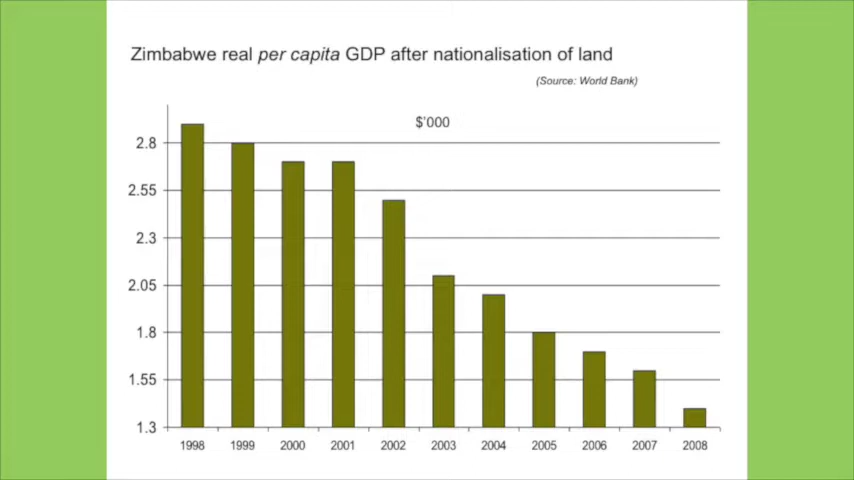 Zimbabwe real per capita GDP after nationalisation of land
(Source: World Bank)
$'000
2.8
2.55
2.3
2.05
1.8
1.55
1.3
1998 1999 2000 2001 2002 2003 2004 2005 2006 2007 2008